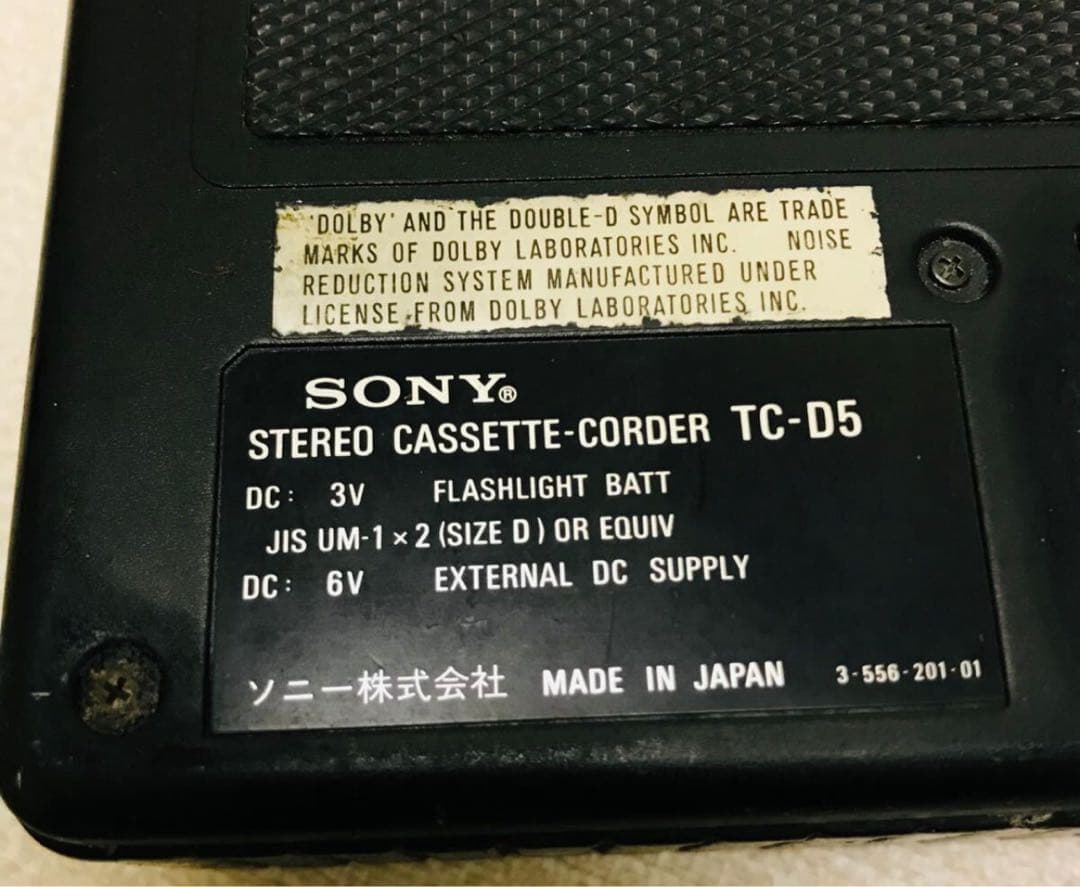 'DOLBY' AND THE DOUBLE-D SYMBOL ARE TRADE
MARKS OF DOLBY LABORATORIES INC. NOISE
REDUCTION SYSTEM MANUFACTURED UNDER
LICENSE FROM DOLBY LABORATORIES INC.
SONY®
STEREO CASSETTE-CORDER TC-D5
DC: 3V FLASHLIGHT BATT
JIS UM-1×2 (SIZE D) OR EQUIV
DC: 6V EXTERNAL DC SUPPLY
ソニー株式会社 MADE IN JAPAN 3-556-201-01